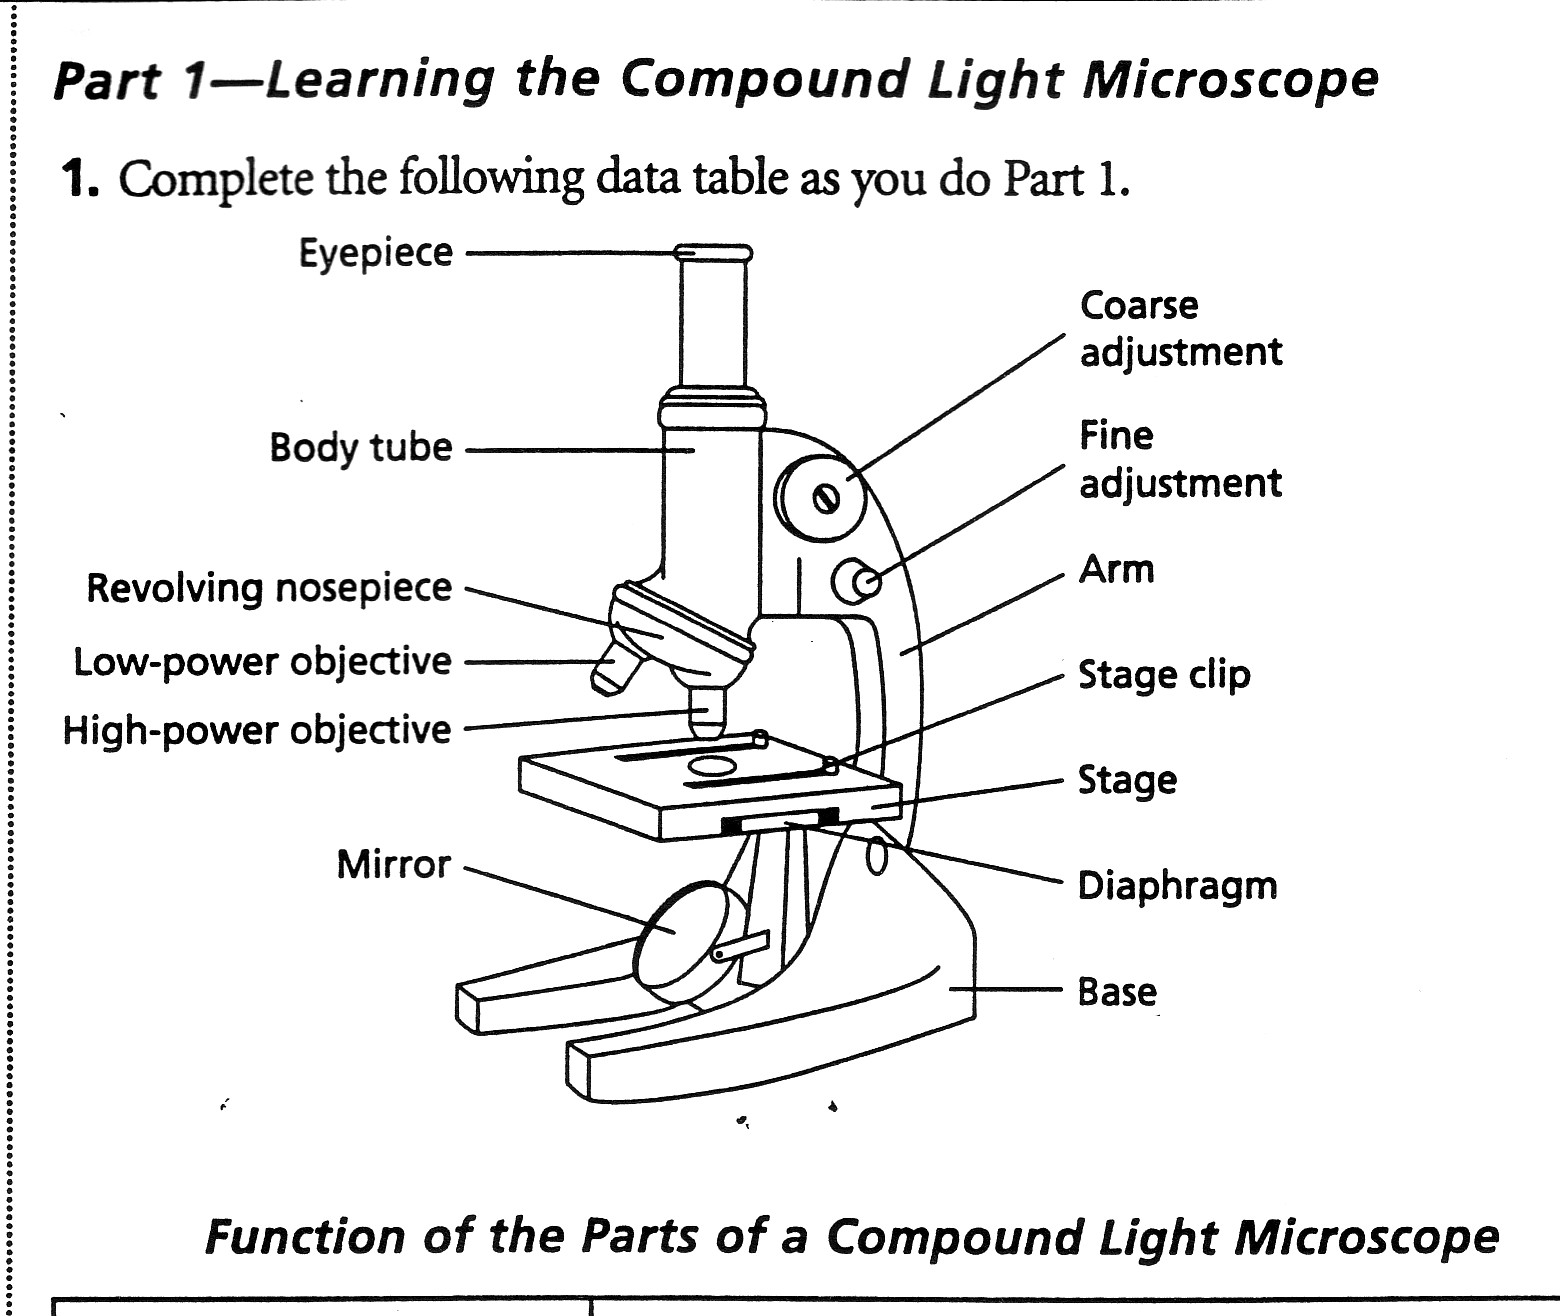 Part 1—Learning the Compound Light Microscope
1. Complete the following data table as you do Part 1.
Eyepiece
Coarse
adjustment
Fine
adjustment
Body tube
Arm
Revolving nosepiece
Low-power objective
Stage clip
High-power objective
Stage
Mirror
Diaphragm
Base
Function of the Parts of a Compound Light Microscope